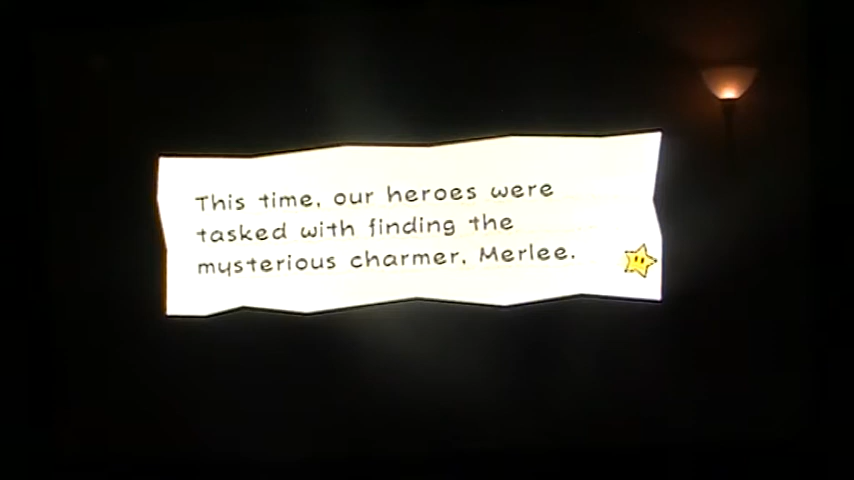 This time, our heroes were
tasked with finding the
mysterious charmer, Merlee.